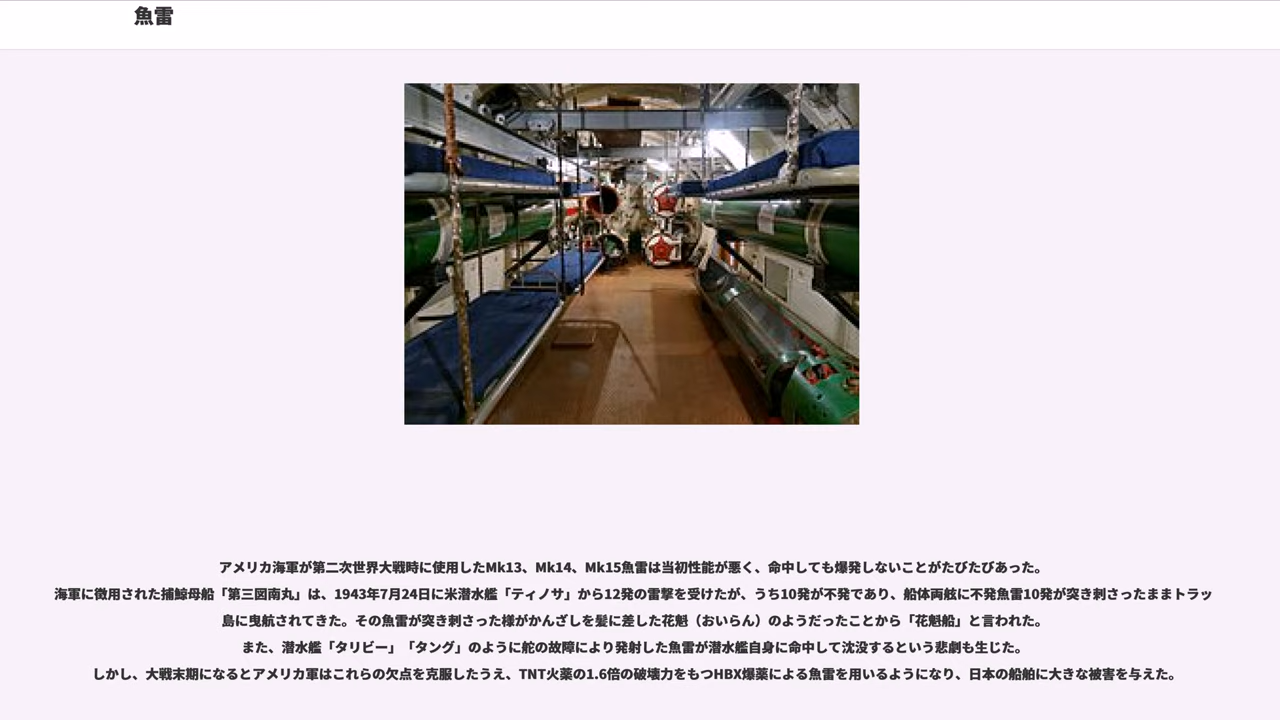 魚雷
アメリカ海軍が第二次世界大戦時に使用したMk13、Mk14、Mk15魚雷は当初性能が悪く、命中しても爆発しないことがたびたびあった。
海軍に徴用された捕鯨母船「第三図南丸」は、1943年7月24日に米潜水艦「ティノサ」から12発の雷撃を受けたが、うち10発が不発であり、船体両舷に不発魚雷10発が突き刺さったままトラッ
島に曳航されてきた。その魚雷が突き刺さった様がかんざしを髪に差した花魁（おいらん）のようだったことから「花魁船」と言われた。
また、潜水艦「タリビー」「タング」のように舵の故障により発射した魚雷が潜水艦自身に命中して沈没するという悲劇も生じた。
しかし、大戦末期になるとアメリカ軍はこれらの欠点を克服したうえ、TNT火薬の1.6倍の破壊力をもつHBX爆薬による魚雷を用いるようになり、日本の船舶に大きな被害を与えた。